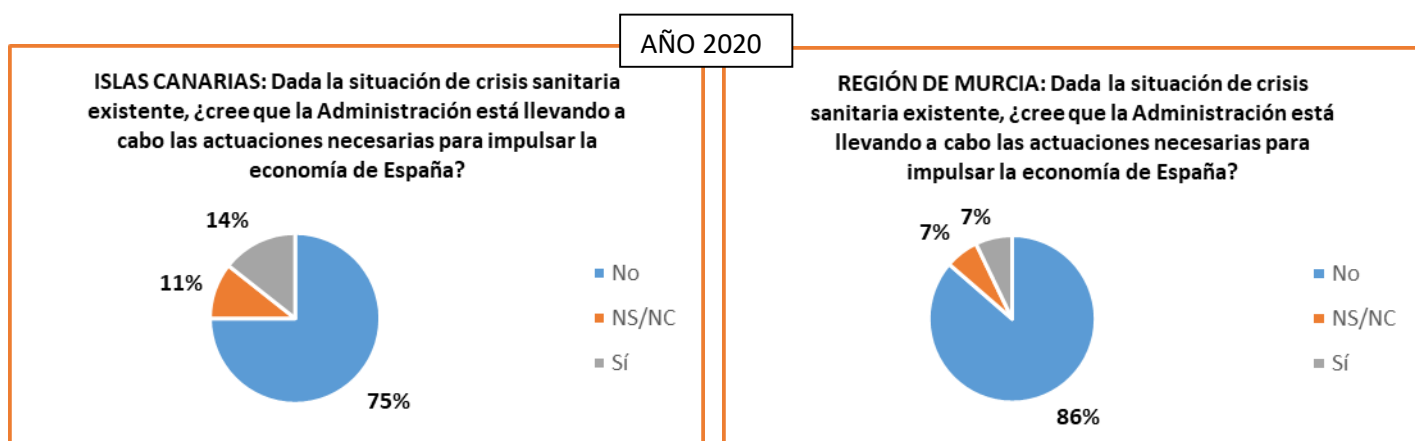 AÑO 2020
ISLAS CANARIAS: Dada la situación de crisis sanitaria
existente, ¿cree que la Administración está llevando a
cabo las actuaciones necesarias para impulsar la
economía de España?
14%
11%
75%
No
NS/NC
Sí
REGIÓN DE MURCIA: Dada la situación de crisis
sanitaria existente, ¿cree que la Administración está
llevando a cabo las actuaciones necesarias para
impulsar la economía de España?
7%
7%
86%
No
NS/NC
Sí